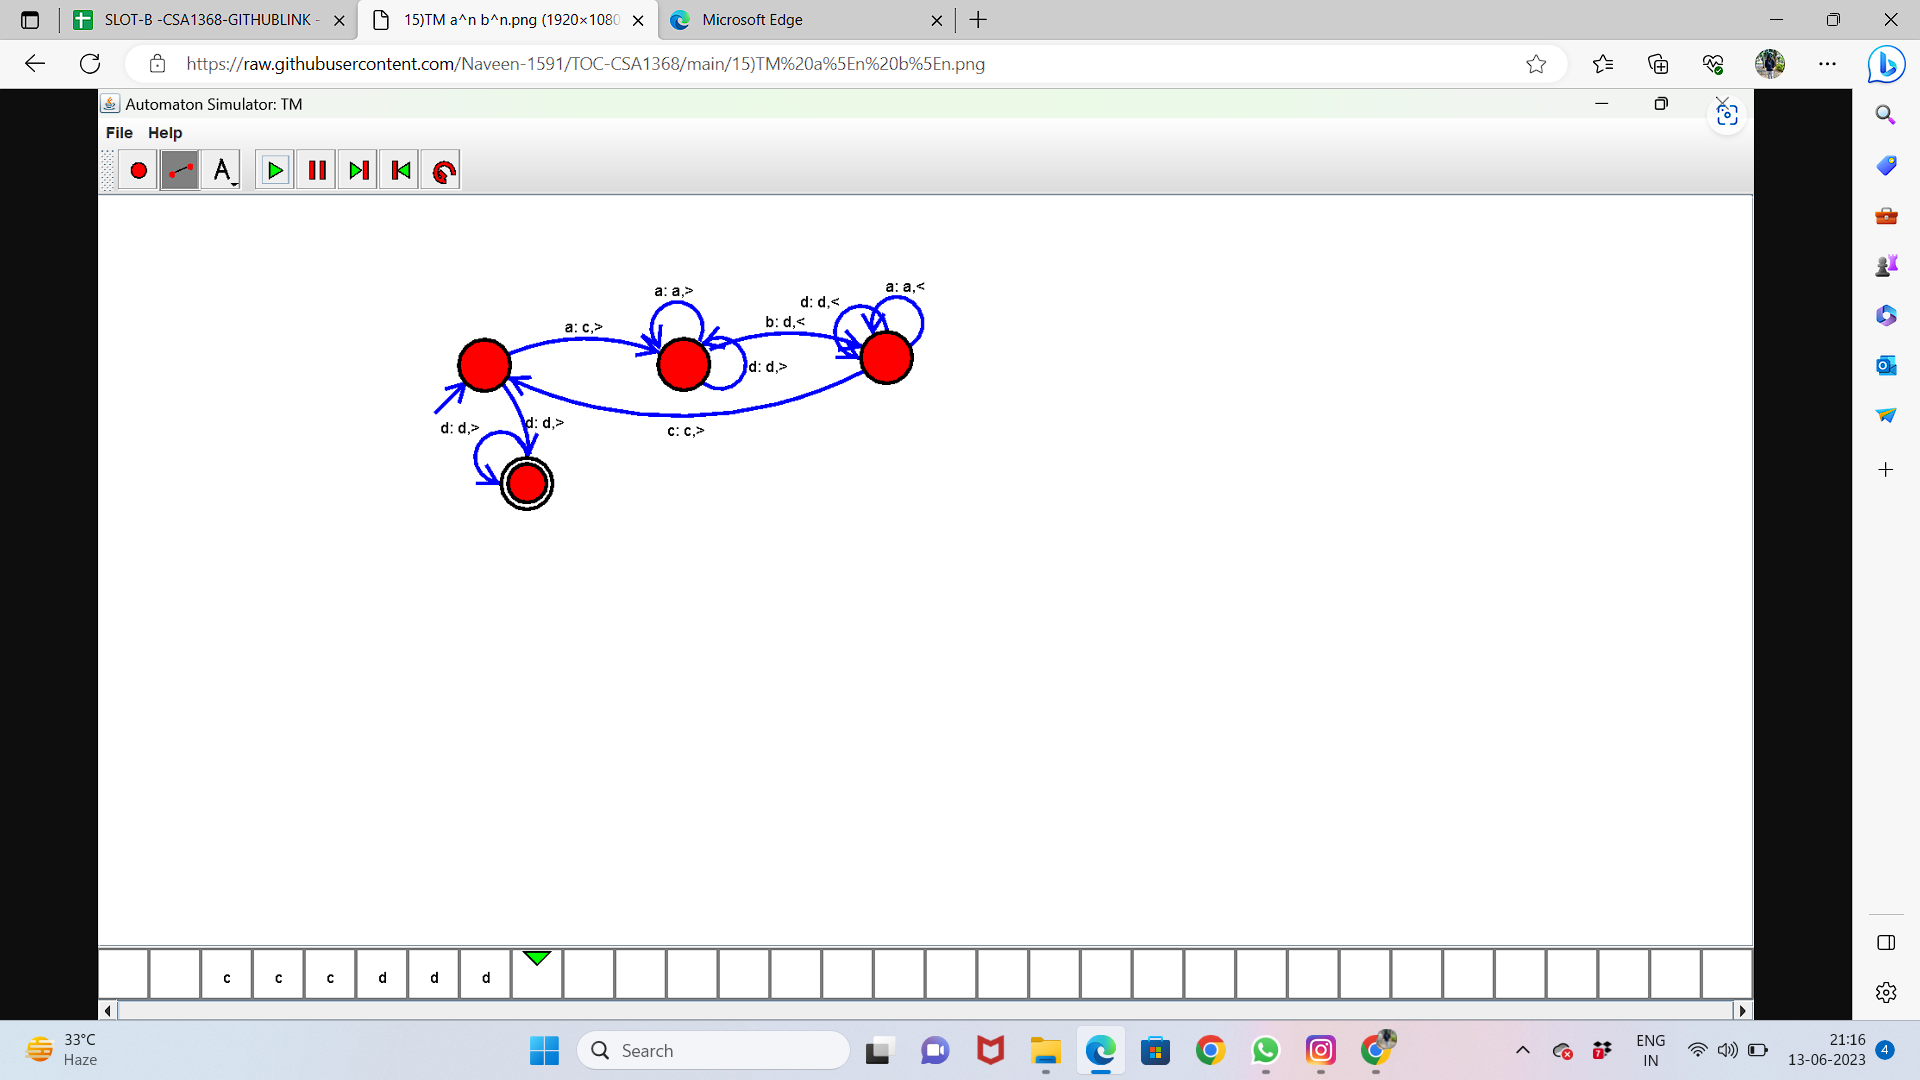 SLOT-B -CSA1368-GITHUBLINK -
15)TM a^n b^n.png (1920×1080
Microsoft Edge
https://raw.githubusercontent.com/Naveen-1591/TOC-CSA1368/main/15)TM%20a%5En%20b%5En.png
Automaton Simulator: TM
File Help
A
a: a,<
a: a,>
d: d,<
b: d,<
a: c,>
d: d,>
d: d,>
d: d,>
c: c,>
c c c d d d
33°C
Haze
Search
7
ENG
IN
21:16
13-06-2023
4